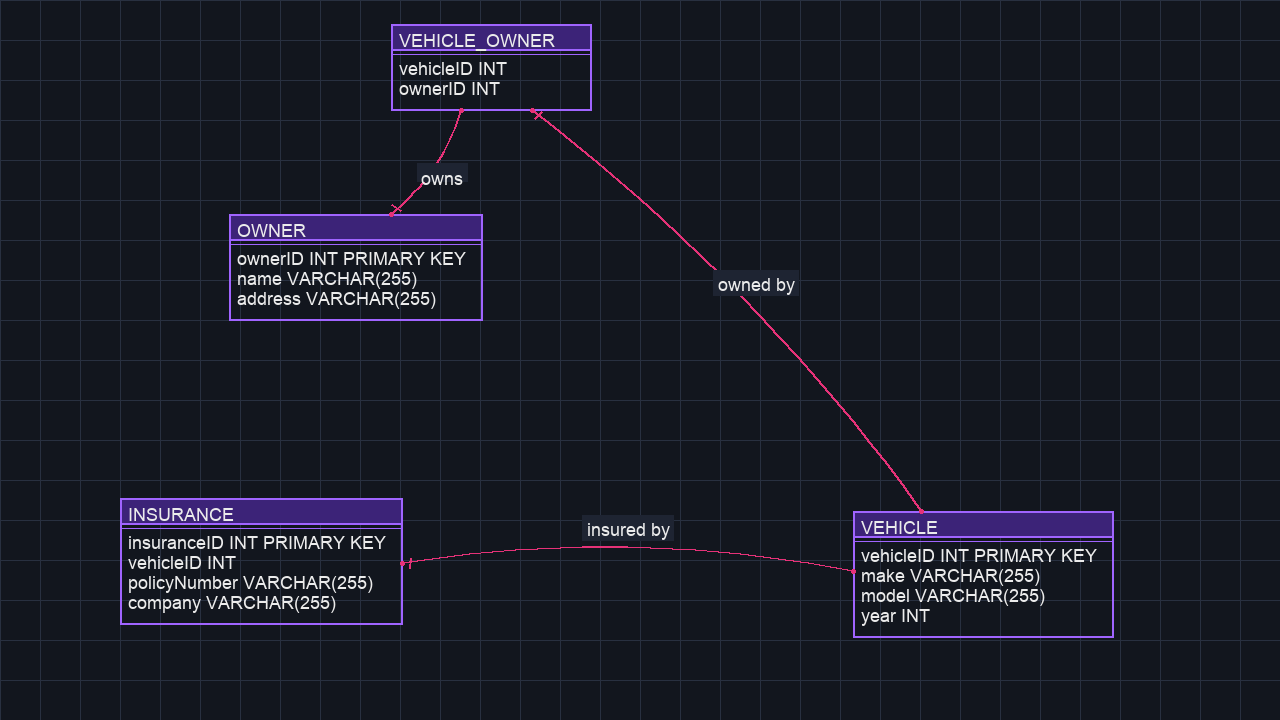 VEHICLE_OWNER
vehicleID INT
ownerID INT
owns
OWNER
ownerID INT PRIMARY KEY
name VARCHAR(255)
address VARCHAR(255)
owned by
INSURANCE
insuranceID INT PRIMARY KEY
vehicleID INT
policyNumber VARCHAR(255)
company VARCHAR(255)
insured by
VEHICLE
vehicleID INT PRIMARY KEY
make VARCHAR(255)
model VARCHAR(255)
year INT